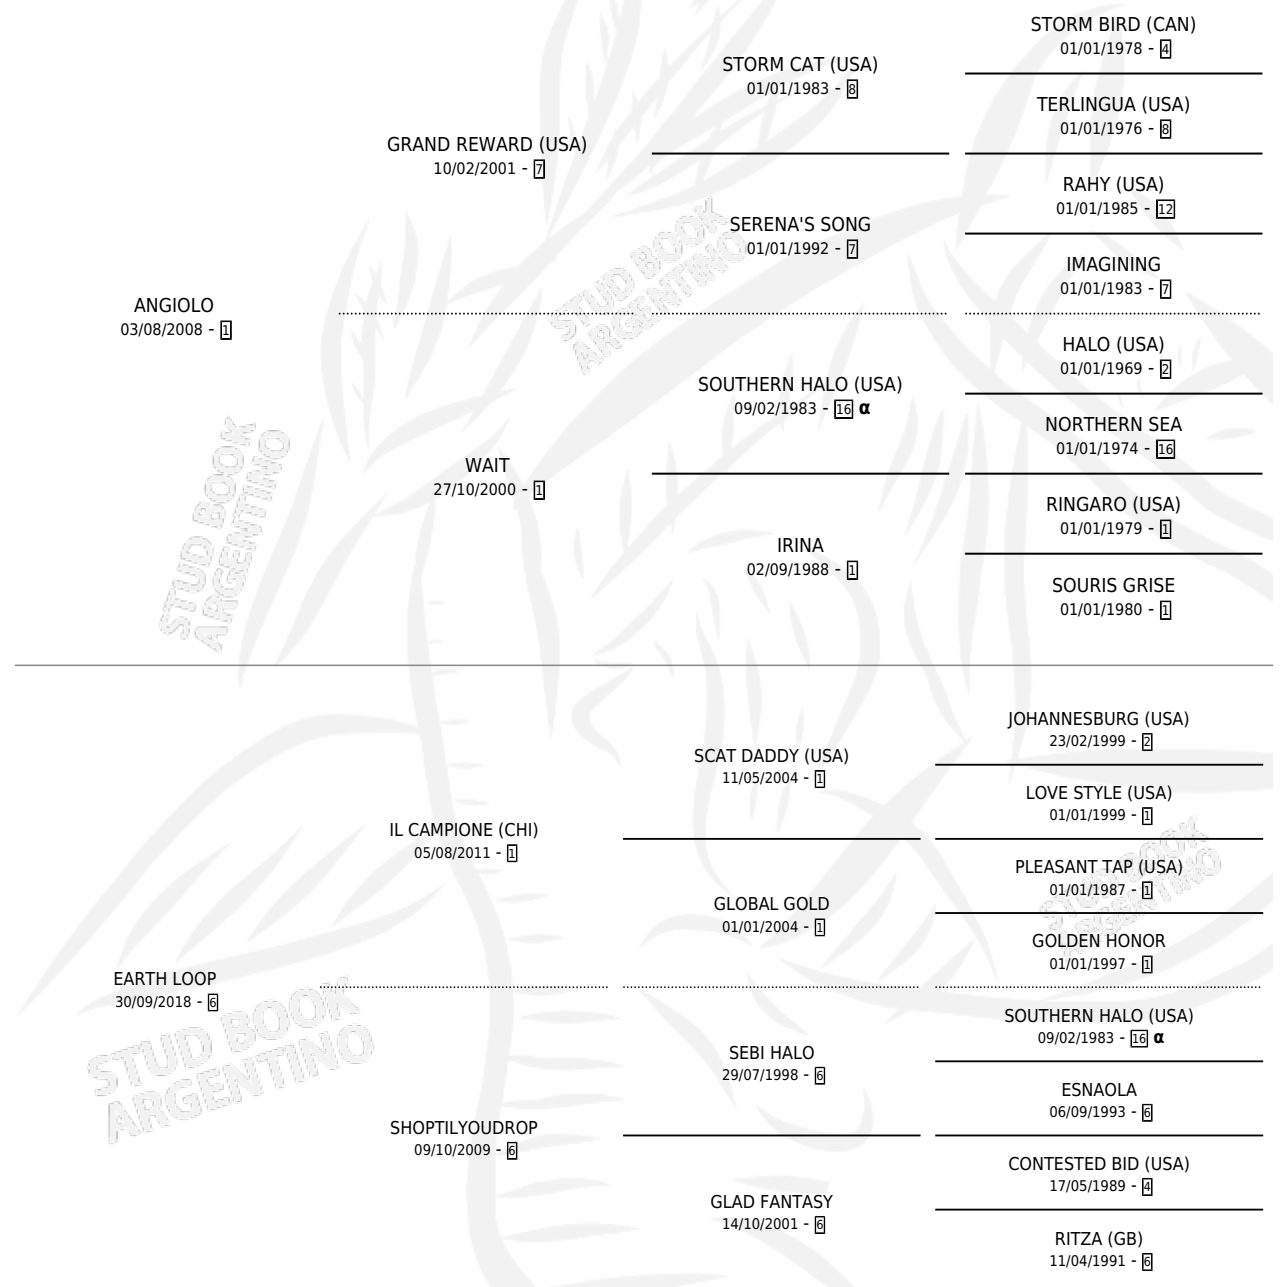 STORM BIRD (CAN)
01/01/1978 - 4
STORM CAT (USA)
01/01/1983 - 8
TERLINGUA (USA)
01/01/1976 - 8
GRAND REWARD (USA)
10/02/2001 - 7
RAHY (USA)
01/01/1985 - 12
SERENA'S SONG
01/01/1992 - 7
IMAGINING
01/01/1983 - 7
ANGIOLO
03/08/2008 - 1
HALO (USA)
01/01/1969 - 2
SOUTHERN HALO (USA)
09/02/1983 - 16 α
NORTHERN SEA
01/01/1974 - 16
WAIT
27/10/2000 - 1
RINGARO (USA)
01/01/1979 - 1
IRINA
02/09/1988 - 1
SOURIS GRISE
01/01/1980 - 1
JOHANNESBURG (USA)
23/02/1999 - 2
SCAT DADDY (USA)
11/05/2004 - 1
LOVE STYLE (USA)
01/01/1999 - 1
IL CAMPIONE (CHI)
05/08/2011 - 1
PLEASANT TAP (USA)
01/01/1987 - 1
GLOBAL GOLD
01/01/2004 - 1
GOLDEN HONOR
01/01/1997 - 1
EARTH LOOP
30/09/2018 - 6
SOUTHERN HALO (USA)
09/02/1983 - 16 α
SEBI HALO
29/07/1998 - 6
ESNAOLA
06/09/1993 - 6
SHOPTILYOUDROP
09/10/2009 - 6
CONTESTED BID (USA)
17/05/1989 - 4
GLAD FANTASY
14/10/2001 - 6
RITZA (GB)
11/04/1991 - 6
STUD BOOK
ARGENTINO
STUD BOOK
ARGENTINO
STUD BOOK
ARGENTINO
STUD BOOK
ARGENTINO